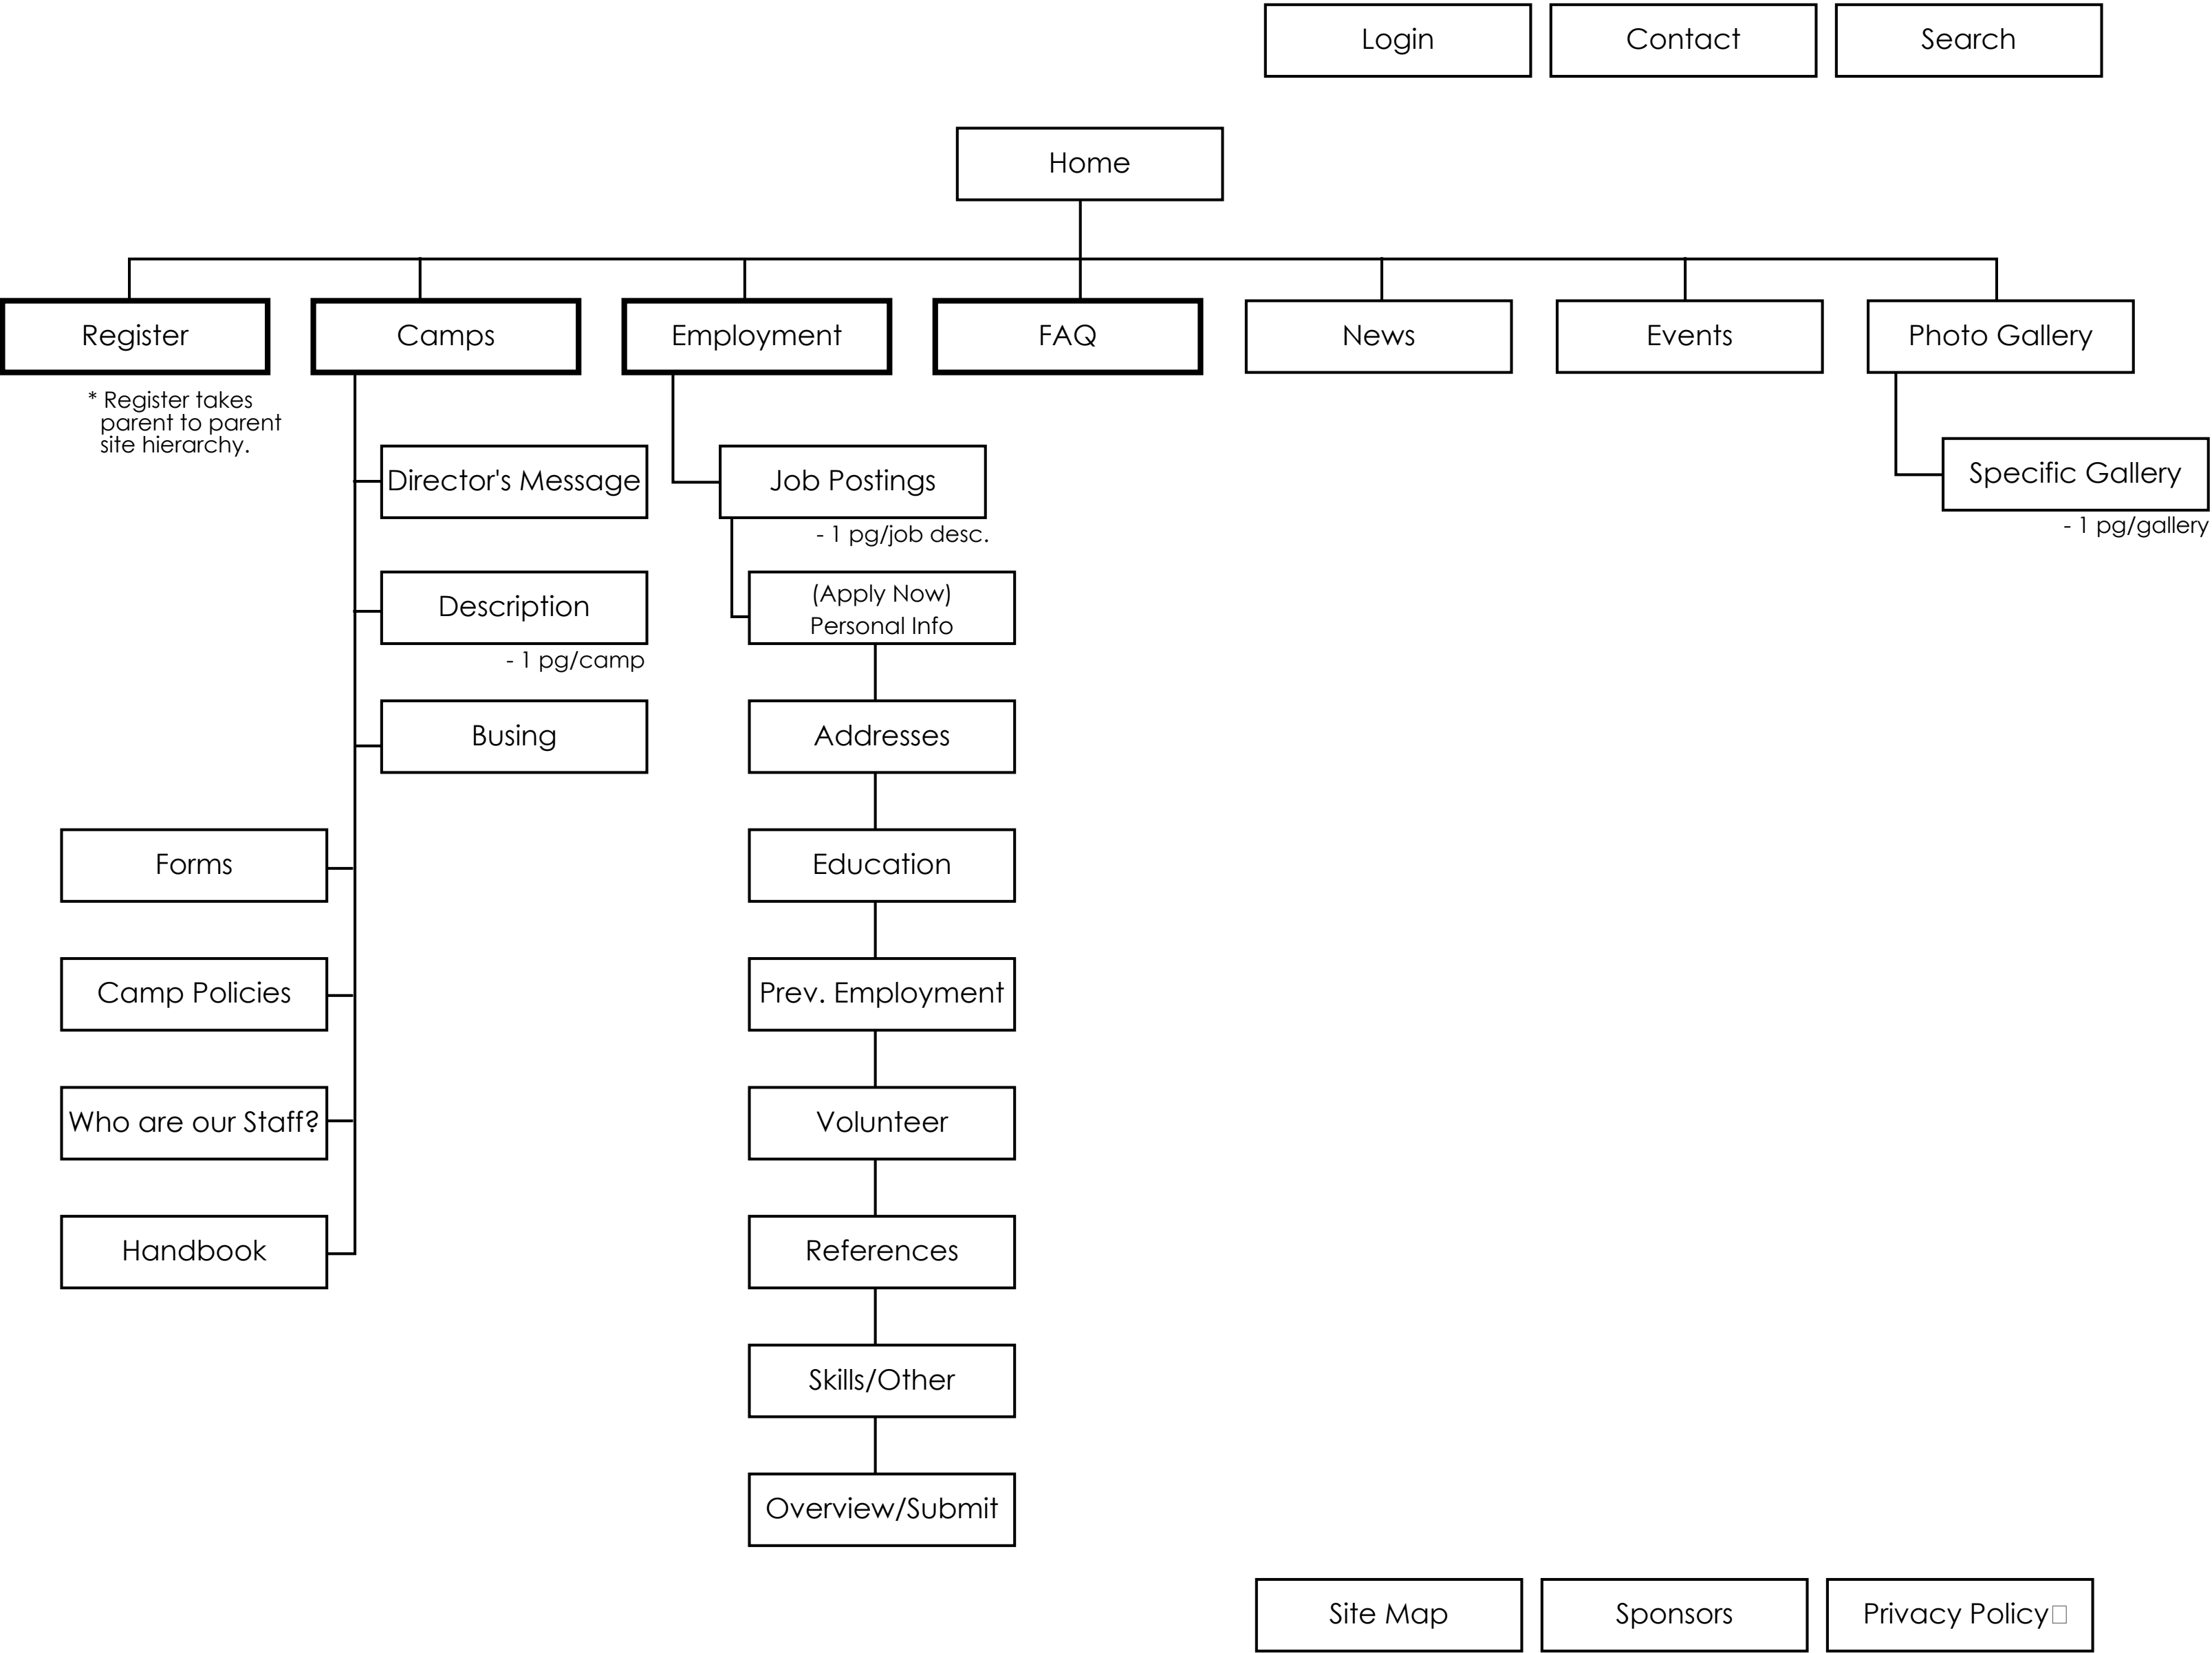 Login
Contact
Search
Home
Register
Camps
Employment
FAQ
News
Events
Photo Gallery
* Register takes
parent to parent
site hierarchy.
Director's Message
Job Postings
Specific Gallery
- 1 pg/job desc.
- 1 pg/gallery
Description
(Apply Now)
Personal Info
- 1 pg/camp
Busing
Addresses
Forms
Education
Camp Policies
Prev. Employment
Who are our Staff?
Volunteer
Handbook
References
Skills/Other
Overview/Submit
Site Map
Sponsors
Privacy Policy